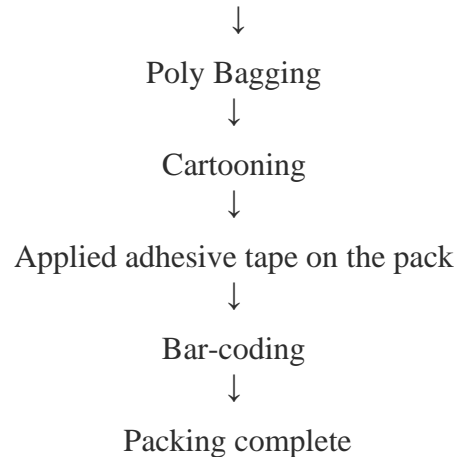 ↓
Poly Bagging
↓
Cartooning
↓
Applied adhesive tape on the pack
↓
Bar-coding
↓
Packing complete